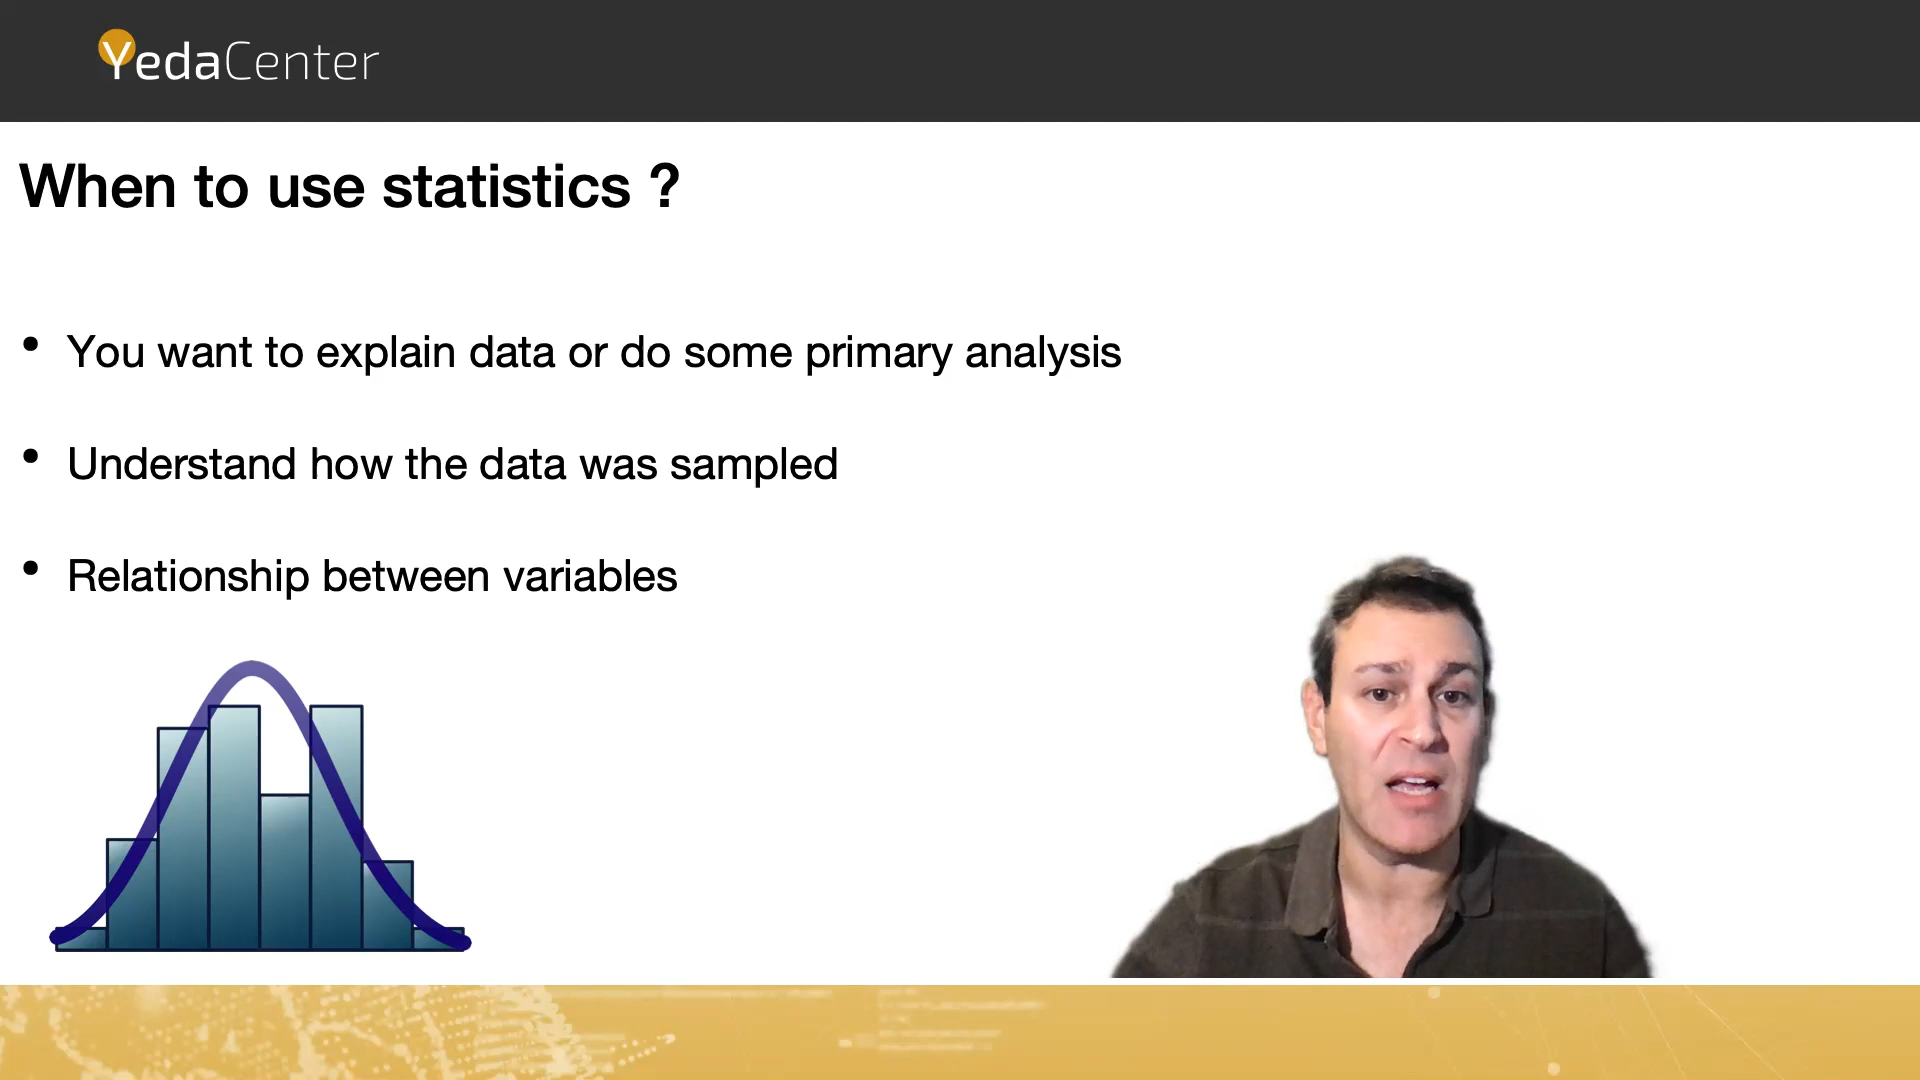 YedaCenter
When to use statistics ?
• You want to explain data or do some primary analysis
• Understand how the data was sampled
• Relationship between variables